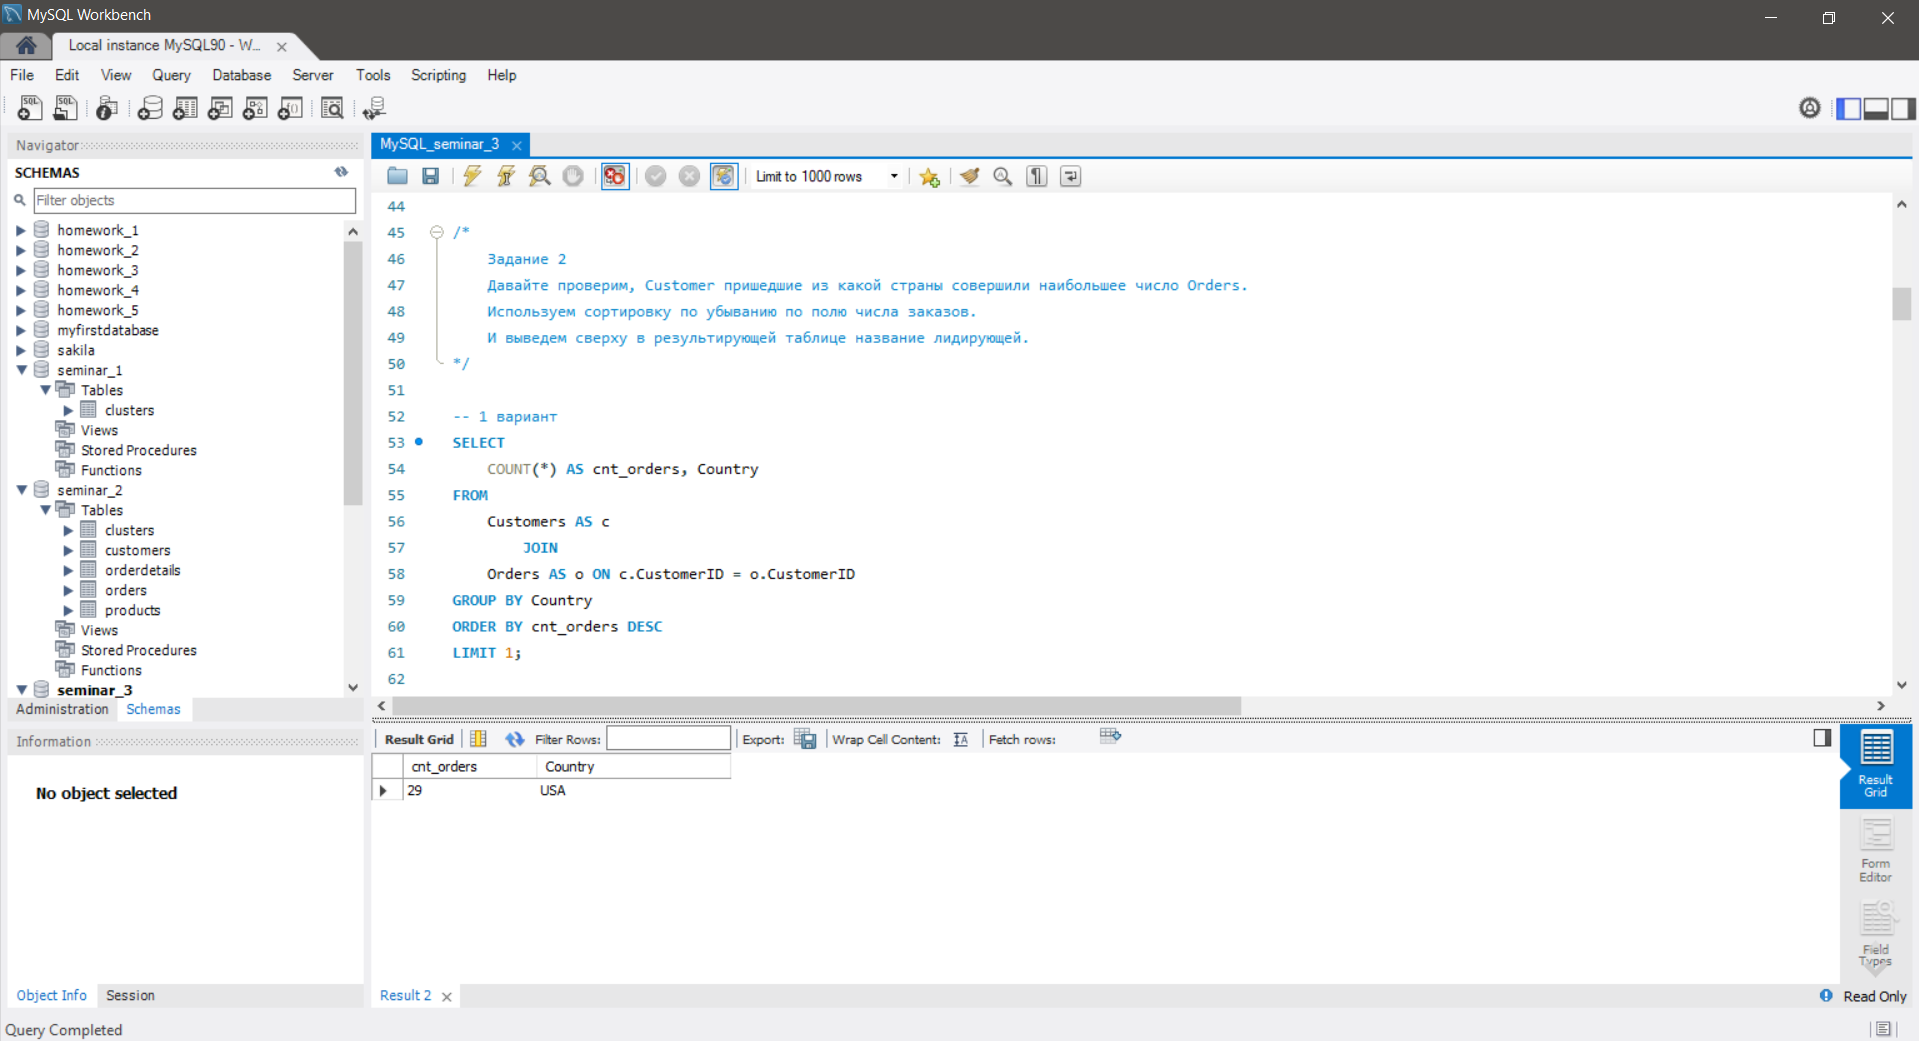 MySQL Workbench
Local instance MySQL90 - W...
File Edit View Query Database Server Tools Scripting Help
Navigator
SCHEMAS
Filter objects
homework_1
homework_2
homework_3
homework_4
homework_5
myfirstdatabase
sakila
seminar_1
Tables
clusters
Views
Stored Procedures
Functions
seminar_2
Tables
clusters
customers
orderdetails
orders
products
Views
Stored Procedures
Functions
seminar_3
Administration Schemas
Information
No object selected
Object Info Session
MySQL_seminar_3
Limit to 1000 rows
44
45 /*
46 Задание 2
47 Давайте проверим, Customer пришедшие из какой страны совершили наибольшее число Orders.
48 Используем сортировку по убыванию по полю числа заказов.
49 И выведем сверху в результирующей таблице название лидирующей.
50 */
51
52 -- 1 вариант
53 SELECT
54 COUNT(*) AS cnt_orders, Country
55 FROM
56 Customers AS c
57 JOIN
58 Orders AS o ON c.CustomerID = o.CustomerID
59 GROUP BY Country
60 ORDER BY cnt_orders DESC
61 LIMIT 1;
62
Result Grid Filter Rows: Export: Wrap Cell Content: Fetch rows:
cnt_orders Country
29 USA
Result
Grid
Form
Editor
Field
Types
Result 2
Read Only
Query Completed